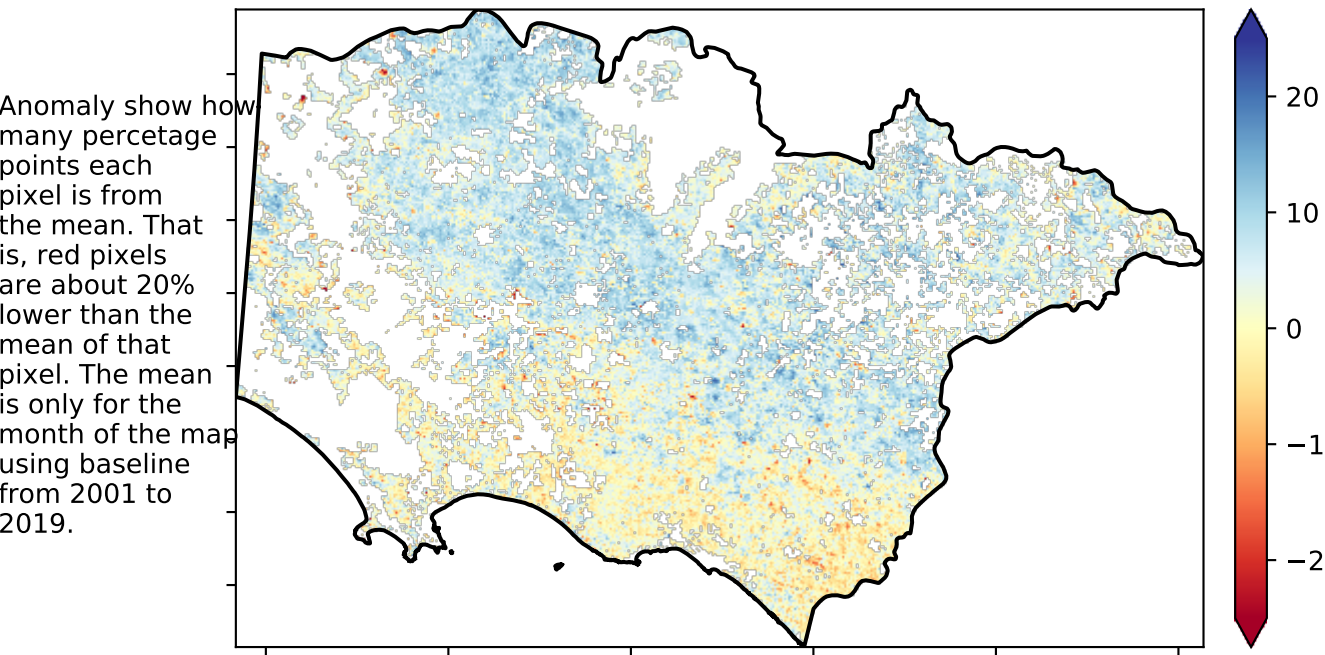 Anomaly show how
many percetage
points each
pixel is from
the mean. That
is, red pixels
are about 20%
lower than the
mean of that
pixel. The mean
is only for the
month of the map
using baseline
from 2001 to
2019.
20
10
0
−1
−2